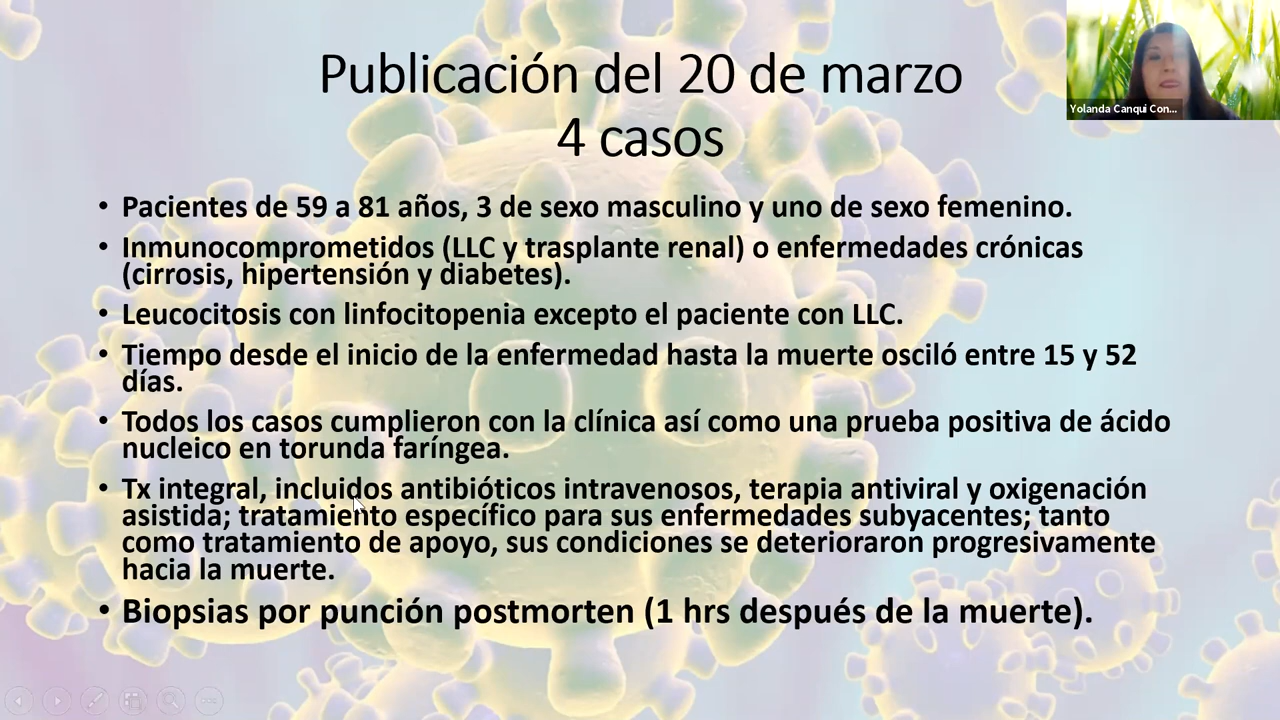 Publicación del 20 de marzo
4 casos
Yolanda Canqui Con...
• Pacientes de 59 a 81 años, 3 de sexo masculino y uno de sexo femenino.
• Inmunocomprometidos (LLC y trasplante renal) o enfermedades crónicas
(cirrosis, hipertensión y diabetes).
• Leucocitosis con linfocitopenia excepto el paciente con LLC.
• Tiempo desde el inicio de la enfermedad hasta la muerte osciló entre 15 y 52
días.
• Todos los casos cumplieron con la clínica así como una prueba positiva de ácido
nucleico en torunda faríngea.
• Tx integral, incluidos antibióticos intravenosos, terapia antiviral y oxigenación
asistida; tratamiento específico para sus enfermedades subyacentes; tanto
como tratamiento de apoyo, sus condiciones se deterioraron progresivamente
hacia la muerte.
• Biopsias por punción postmorten (1 hrs después de la muerte).